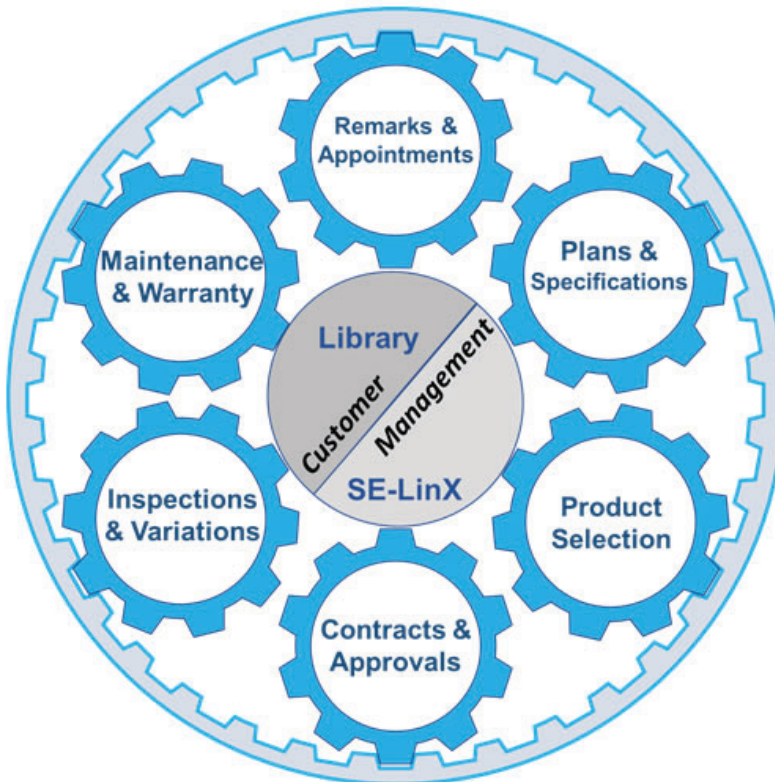 Remarks &
Appointments
Plans &
Specifications
Product
Selection
Contracts &
Approvals
Inspections
& Variations
Maintenance
& Warranty
Library
Customer
Management
SE-LinX